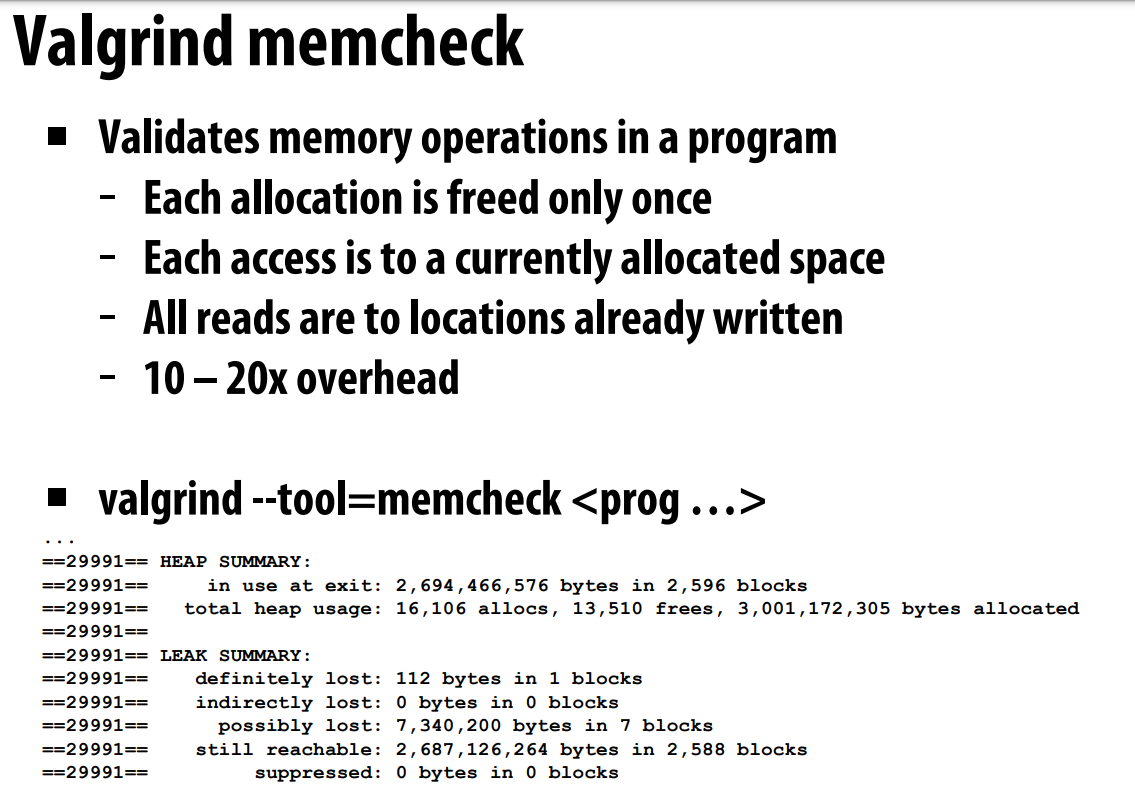 Valgrind memcheck
▪ Validates memory operations in a program
- Each allocation is freed only once
- Each access is to a currently allocated space
- All reads are to locations already written
- 10 – 20x overhead
▪ valgrind --tool=memcheck <prog …>
...
==29991== HEAP SUMMARY:
==29991==     in use at exit: 2,694,466,576 bytes in 2,596 blocks
==29991==   total heap usage: 16,106 allocs, 13,510 frees, 3,001,172,305 bytes allocated
==29991==
==29991== LEAK SUMMARY:
==29991==    definitely lost: 112 bytes in 1 blocks
==29991==    indirectly lost: 0 bytes in 0 blocks
==29991==      possibly lost: 7,340,200 bytes in 7 blocks
==29991==    still reachable: 2,687,126,264 bytes in 2,588 blocks
==29991==         suppressed: 0 bytes in 0 blocks